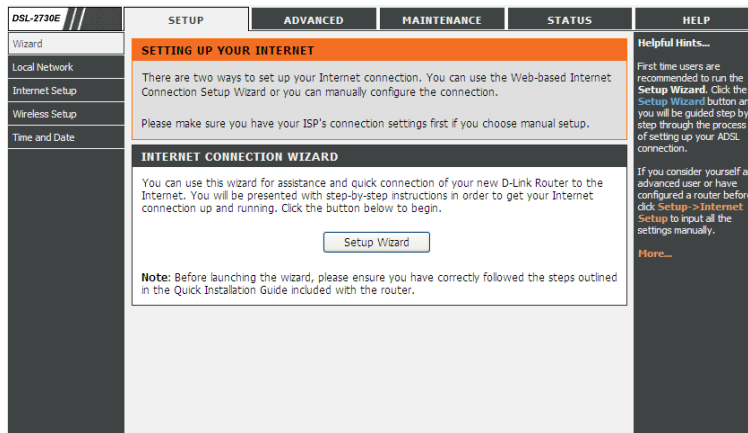 DSL-2730E
SETUP
ADVANCED
MAINTENANCE
STATUS
HELP
Wizard
Local Network
Internet Setup
Wireless Setup
Time and Date
SETTING UP YOUR INTERNET
There are two ways to set up your Internet connection. You can use the Web-based Internet
Connection Setup Wizard or you can manually configure the connection.
Please make sure you have your ISP's connection settings first if you choose manual setup.
INTERNET CONNECTION WIZARD
You can use this wizard for assistance and quick connection of your new D-Link Router to the
Internet. You will be presented with step-by-step instructions in order to get your Internet
connection up and running. Click the button below to begin.
Setup Wizard
Note: Before launching the wizard, please ensure you have correctly followed the steps outlined
in the Quick Installation Guide included with the router.
Helpful Hints...
First time users are
recommended to run the
Setup Wizard. Click the
Setup Wizard button
you will be guided step by
step through the process
of setting up your ADSL
connection.
If you consider yourself
advanced user or have
configured a router before
click Setup->Internet
Setup to input all the
settings manually.
More...